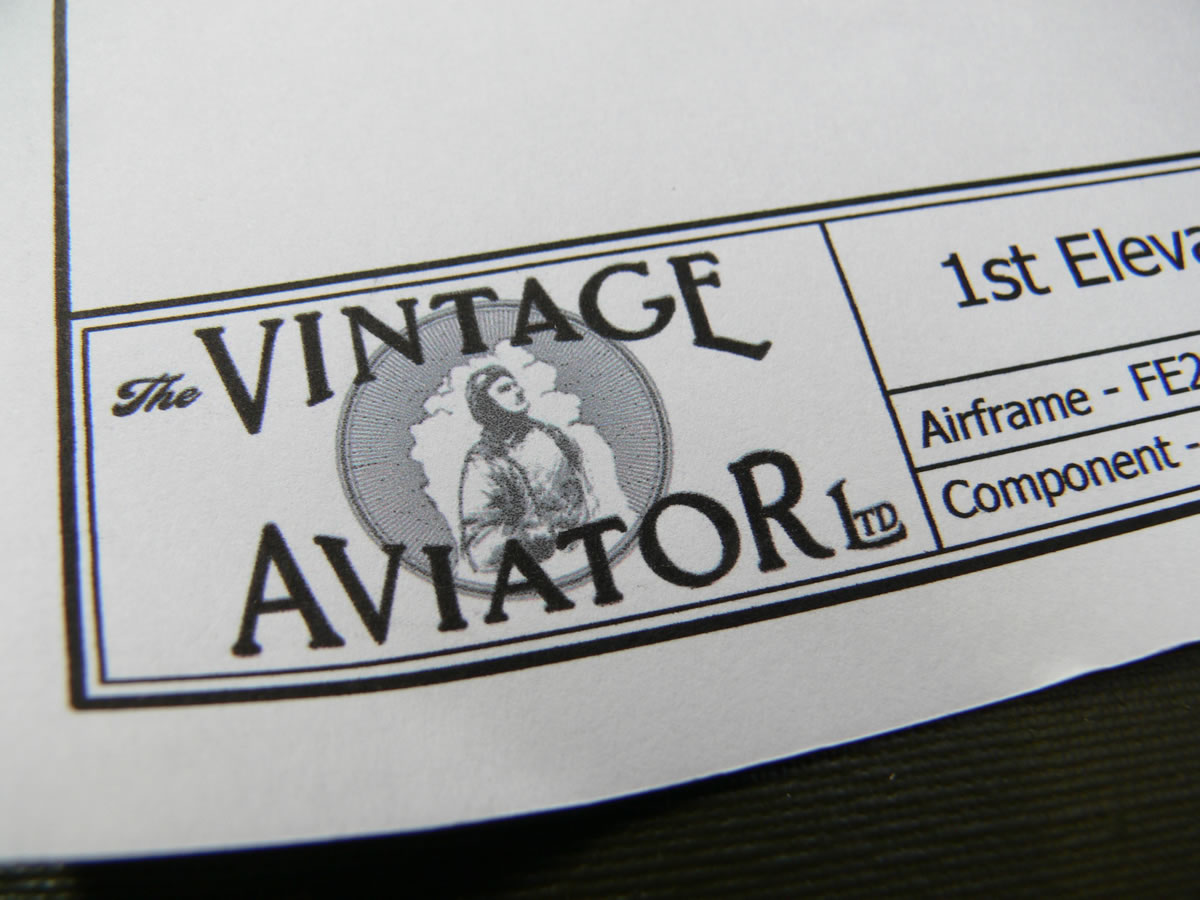 The VINTAGE
AVIATOR LTD
1st Eleva
Airframe - FE2
Component -